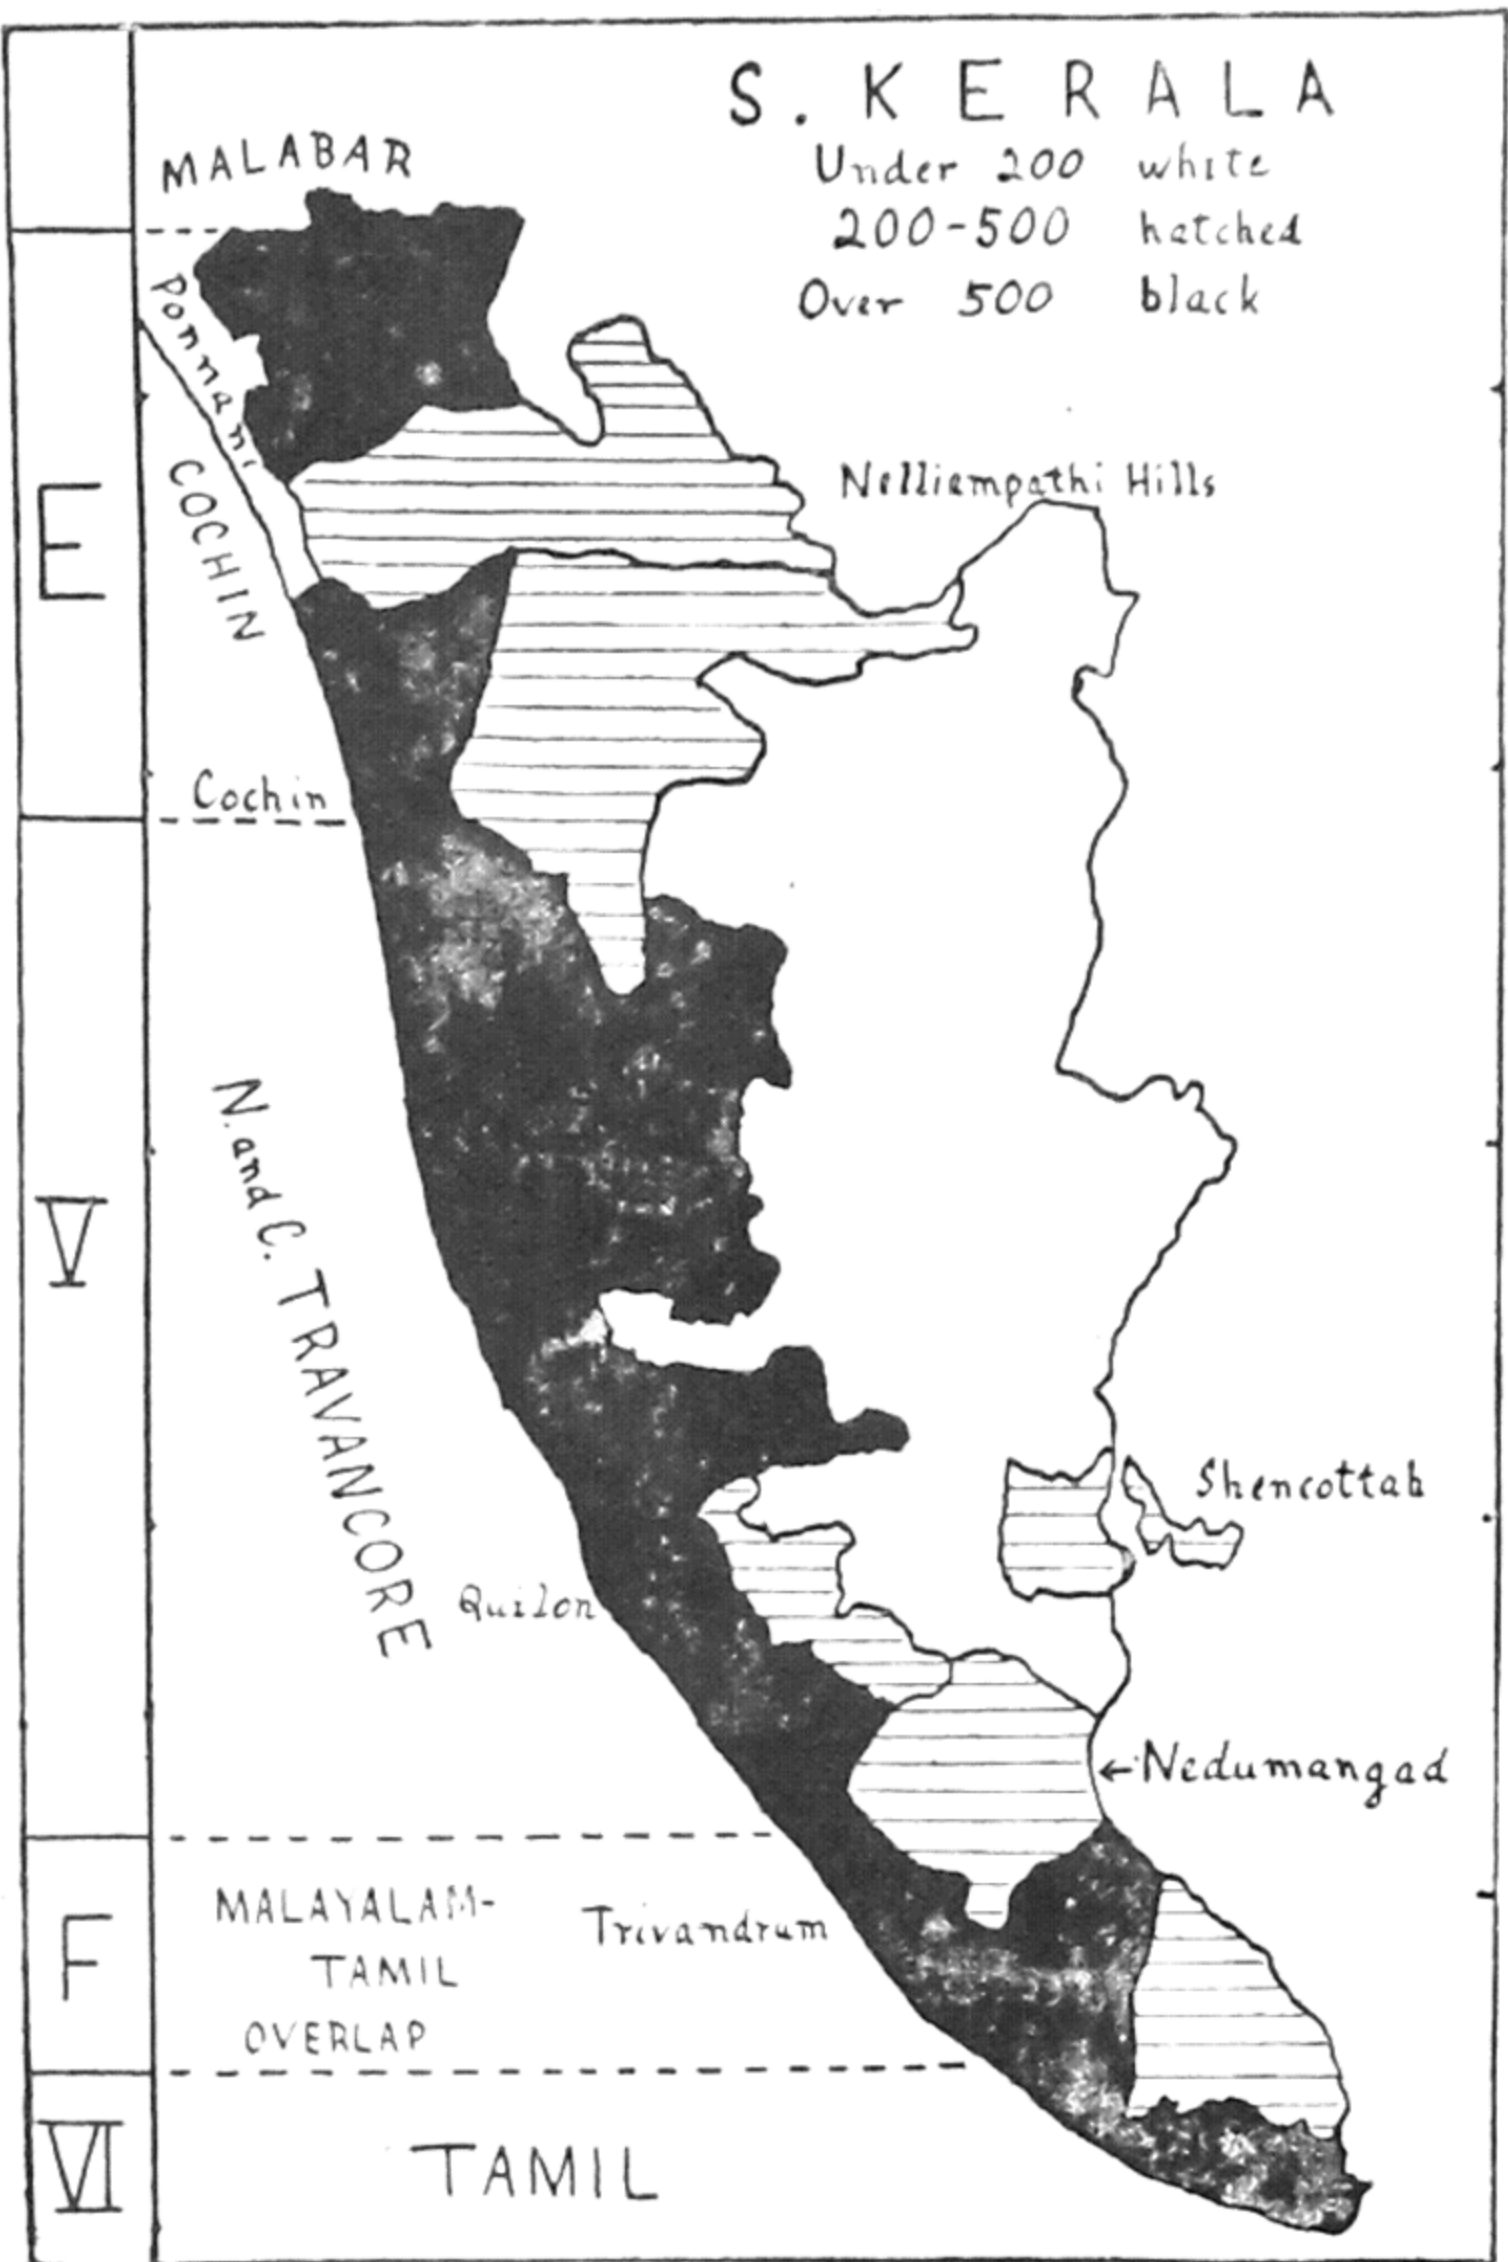 S. KERALA
Under 200 white
200-500 hatched
Over 500 black
MALABAR
Ponnani
E
COCHIN
Nelliempathi Hills
Cochin
V
N. and C. TRAVANCORE
Shencottah
Quilon
← Nedumangad
F
MALAYALAM-
TAMIL
OVERLAP
Trivandrum
VI
TAMIL